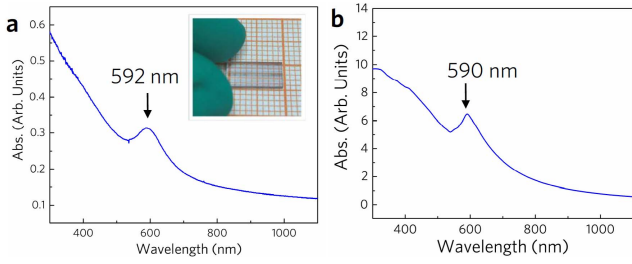 a
0.6
0.5
0.4
0.3
0.2
0.1
Abs. (Arb. Units)
592 nm
400
600
800
1000
Wavelength (nm)
b
14
12
10
8
6
4
2
0
Abs. (Arb. Units)
590 nm
400
600
800
1000
Wavelength (nm)